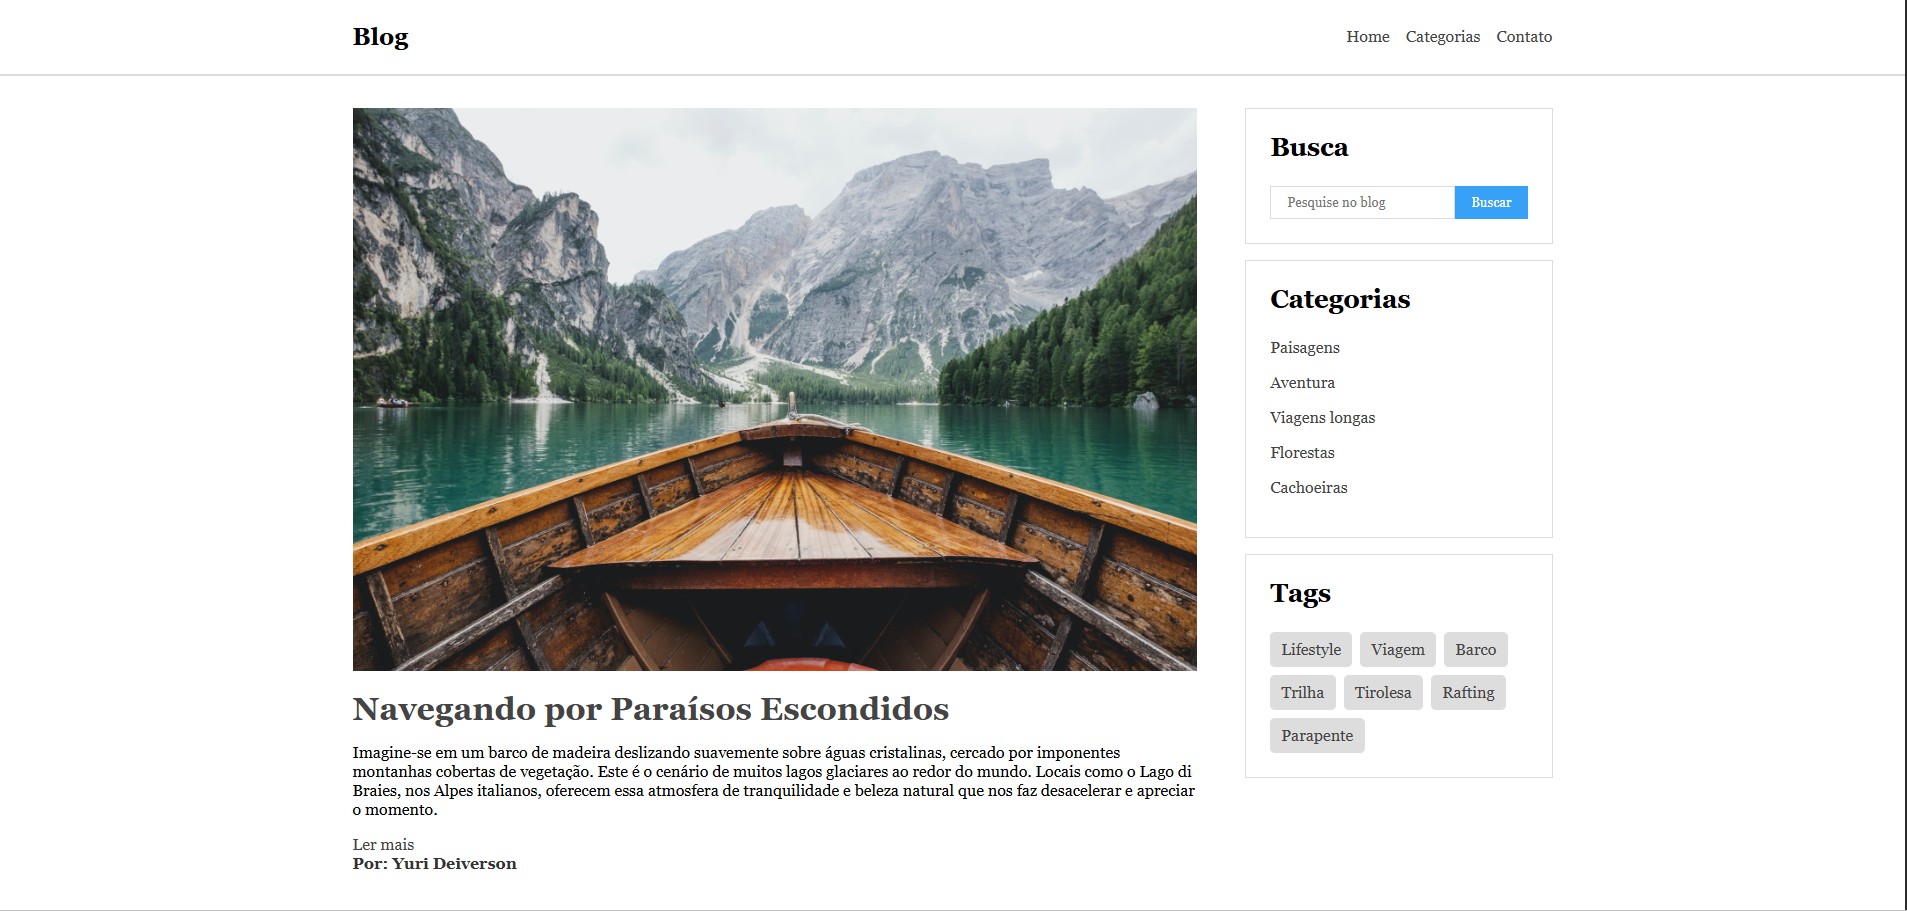 Blog
Home Categorias Contato
Navegando por Paraísos Escondidos
Imagine-se em um barco de madeira deslizando suavemente sobre águas cristalinas, cercado por imponentes
montanhas cobertas de vegetação. Este é o cenário de muitos lagos glaciares ao redor do mundo. Locais como o Lago di
Braies, nos Alpes italianos, oferecem essa atmosfera de tranquilidade e beleza natural que nos faz desacelerar e apreciar
o momento.
Ler mais
Por: Yuri Deiverson
Busca
Pesquise no blog Buscar
Categorias
Paisagens
Aventura
Viagens longas
Florestas
Cachoeiras
Tags
Lifestyle Viagem Barco
Trilha Tirolesa Rafting
Parapente